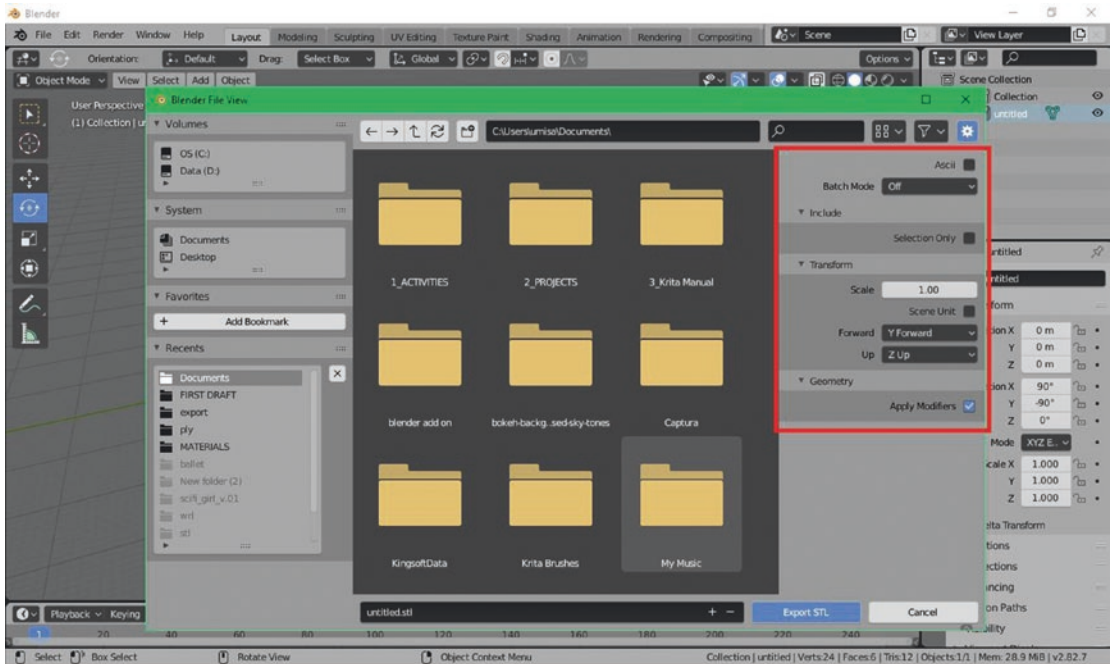 Blender
File Edit Render Window Help Layout Modeling Sculpting UV Editing Texture Paint Shading Animation Rendering Compositing Scene View Layer
Orientation: Default Drag: Select Box Global Options
Object Mode View Select Add Object Scene Collection
User Perspective
(1) Collection | un
Collection
untitled
Blender File View
Volumes
OS (C:)
Data (D:)
System
Documents
Desktop
Favorites
Add Bookmark
Recents
Documents
FIRST DRAFT
export
ply
MATERIALS
ballet
New folder (2)
scifi_girl_v.01
wrl
stl
C:\Users\umisa\Documents\
1_ACTIVITIES 2_PROJECTS 3_Krita Manual
blender add on bokeh-backg...sed-sky-tones Captura
KingsoftData Krita Brushes My Music
untitled.stl + − Export STL Cancel
Ascii
Batch Mode Off
Include
Selection Only
Transform
Scale 1.00
Scene Unit
Forward Y Forward
Up Z Up
Geometry
Apply Modifiers
untitled
untitled
form
tion X 0 m
Y 0 m
Z 0 m
tion X 90°
Y -90°
Z 0°
Mode XYZ E..
cale X 1.000
Y 1.000
Z 1.000
elta Transform
tions
ections
ncing
on Paths
bility
Playback Keying
1 20 40 60 80 100 120 140 160 180 200 220 240
Select Box Select Rotate View Object Context Menu Collection | untitled | Verts:24 | Faces:6 | Tris:12 | Objects:1/1 | Mem: 28.9 MiB | v2.82.7